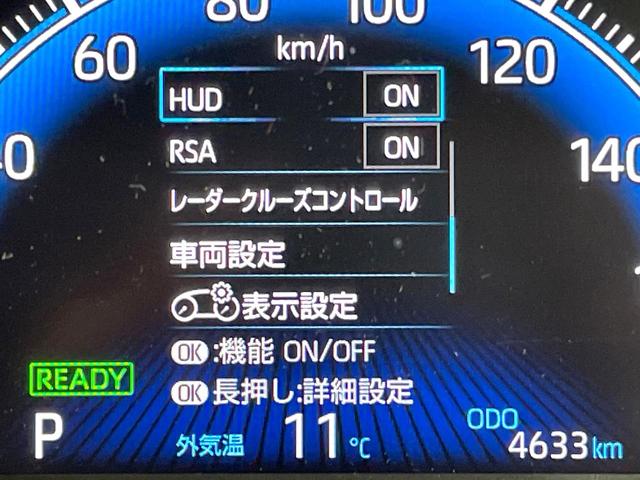 80 100
60 km/h 120
HUD ON
RSA ON
40 140
レーダークルーズコントロール
車両設定
表示設定
OK:機能 ON/OFF
OK長押し:詳細設定
READY
P 外気温 11℃ ODO 4633km